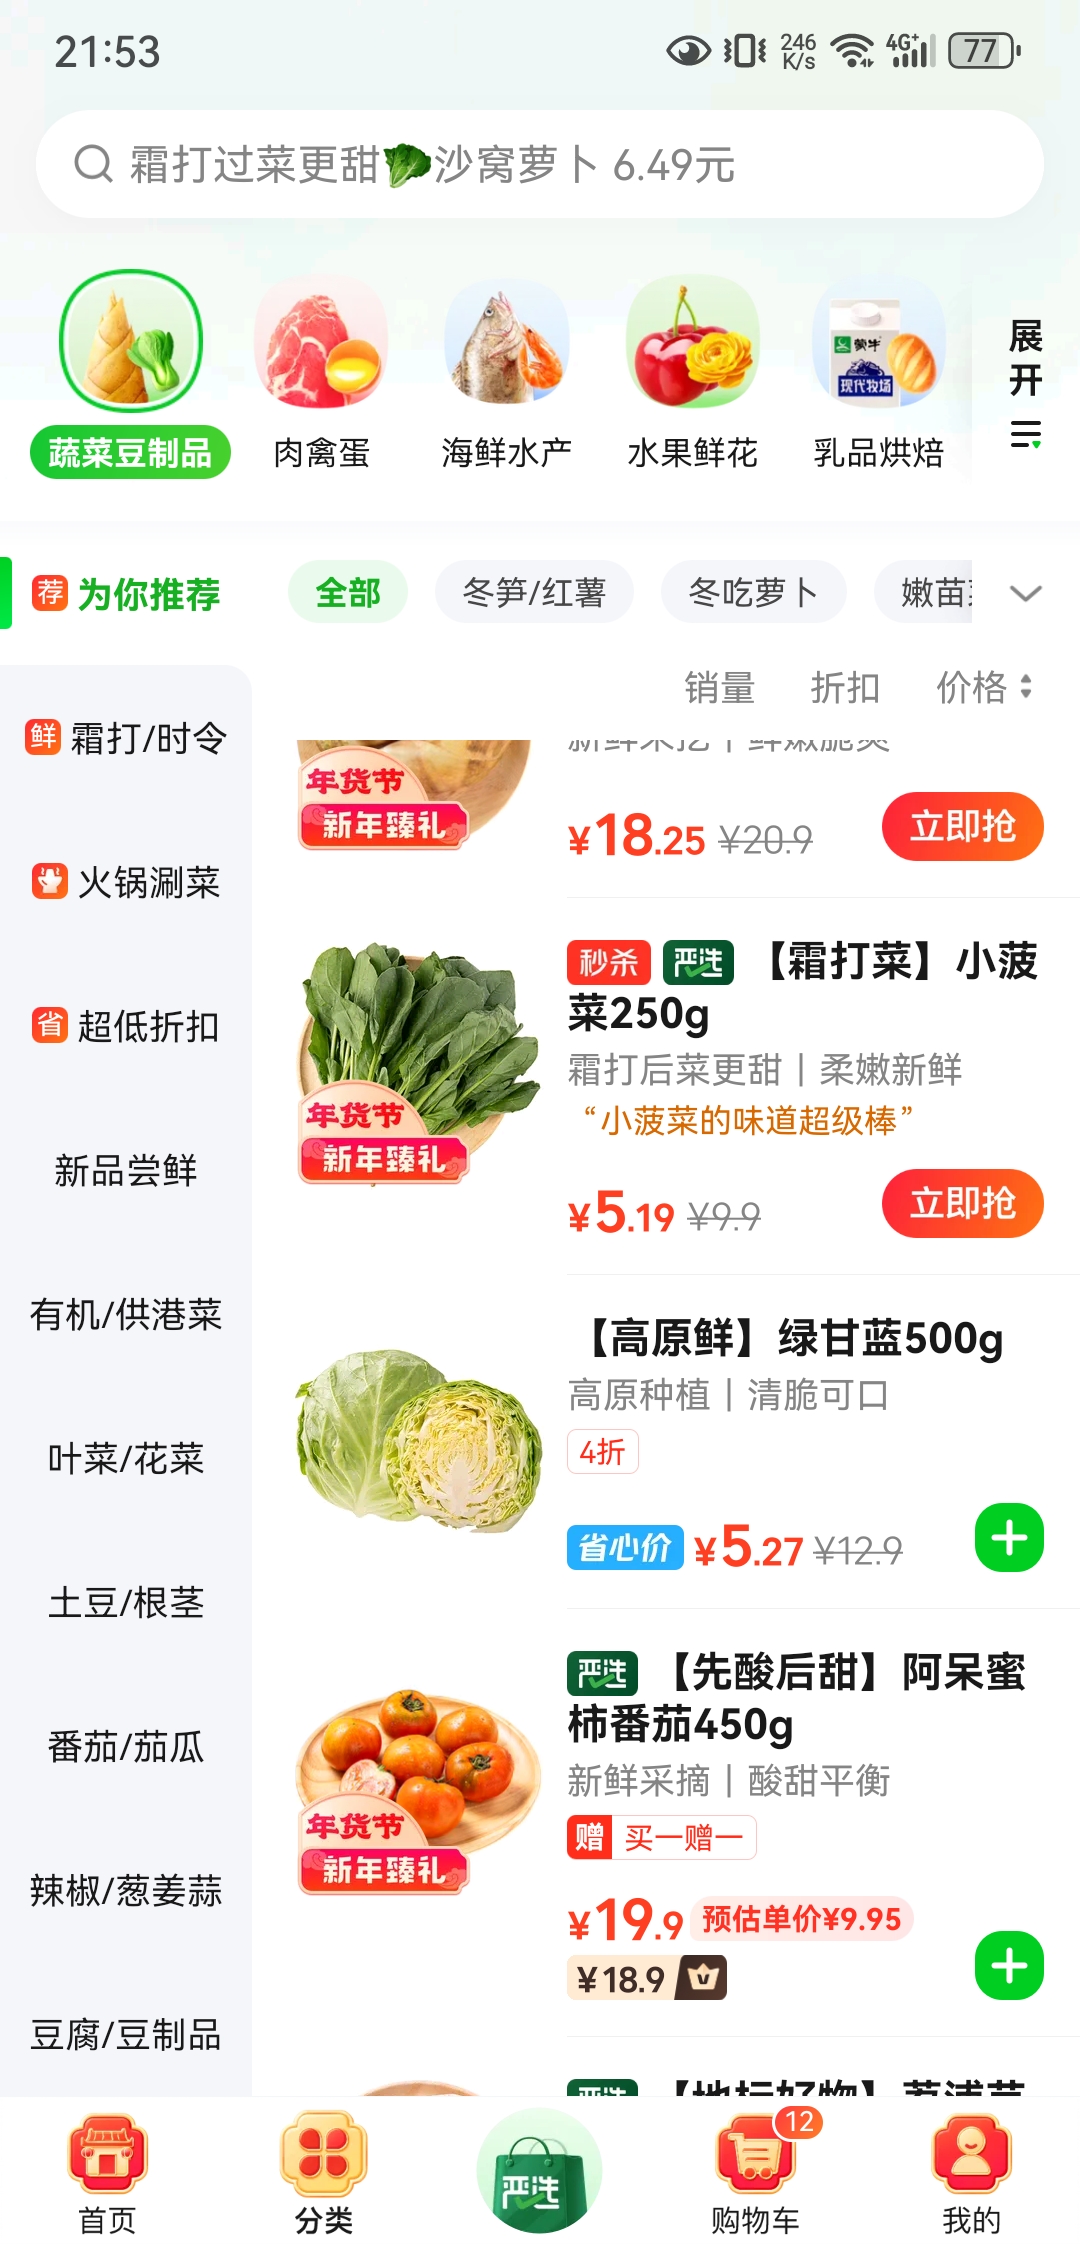 21:53
246
K/s
4G+
77
霜打过菜更甜🥬沙窝萝卜 6.49元
蒙牛
现代牧场
蔬菜豆制品
肉禽蛋
海鲜水产
水果鲜花
乳品烘焙
展
开
荐 为你推荐
全部
冬笋/红薯
冬吃萝卜
嫩苗
销量
折扣
价格
鲜 霜打/时令
火锅涮菜
省 超低折扣
新品尝鲜
有机/供港菜
叶菜/花菜
土豆/根茎
番茄/茄瓜
辣椒/葱姜蒜
豆腐/豆制品
年货节
新年臻礼
¥18.25 ¥20.9
立即抢
秒杀 严选 【霜打菜】小菠
菜250g
霜打后菜更甜 | 柔嫩新鲜
“小菠菜的味道超级棒”
年货节
新年臻礼
¥5.19 ¥9.9
立即抢
【高原鲜】绿甘蓝500g
高原种植 | 清脆可口
4折
省心价 ¥5.27 ¥12.9
严选 【先酸后甜】阿呆蜜
柿番茄450g
新鲜采摘 | 酸甜平衡
赠 买一赠一
年货节
新年臻礼
¥19.9 预估单价¥9.95
¥18.9 V
首页
分类
严选
12
购物车
我的